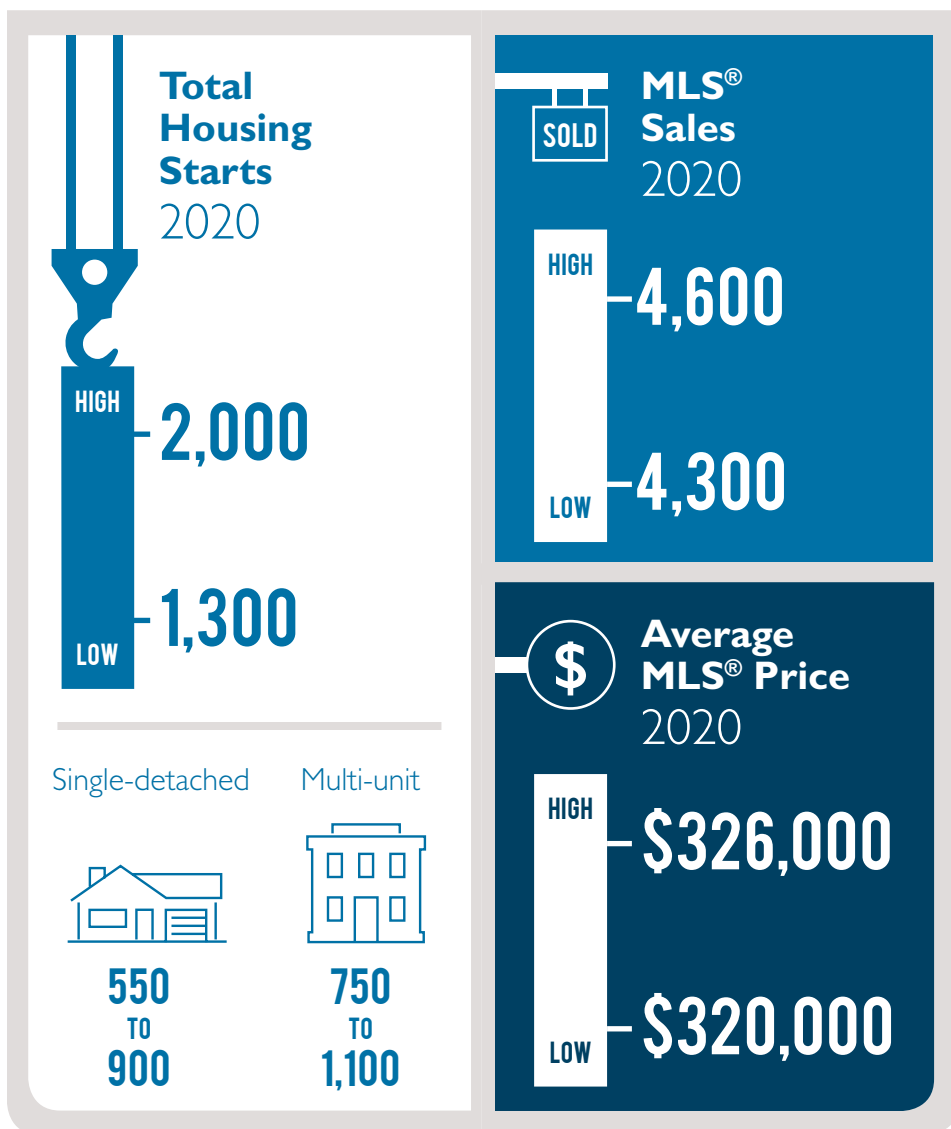 Total
Housing
Starts
2020
HIGH
2,000
1,300
LOW
Single-detached
Multi-unit
550
TO
900
750
TO
1,100
SOLD
MLS®
Sales
2020
HIGH
4,600
4,300
LOW
$
Average
MLS® Price
2020
HIGH
$326,000
$320,000
LOW